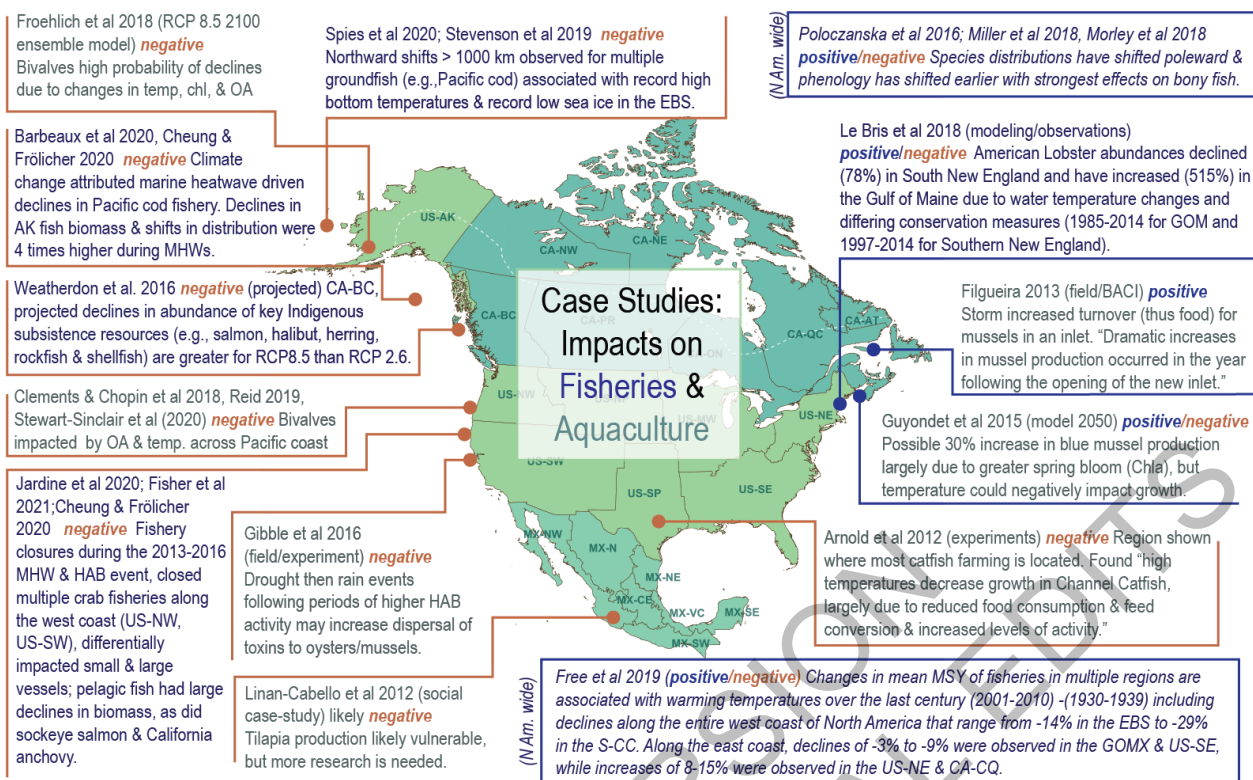 Froehlich et al 2018 (RCP 8.5 2100
ensemble model) negative
Bivalves high probability of declines
due to changes in temp, chl, & OA
Spies et al 2020; Stevenson et al 2019 negative
Northward shifts > 1000 km observed for multiple
groundfish (e.g.,Pacific cod) associated with record high
bottom temperatures & record low sea ice in the EBS.
(N Am. wide)
Poloczanska et al 2016; Miller et al 2018, Morley et al 2018
positive/negative Species distributions have shifted poleward &
phenology has shifted earlier with strongest effects on bony fish.
Barbeaux et al 2020, Cheung &
Frölicher 2020 negative Climate
change attributed marine heatwave driven
declines in Pacific cod fishery. Declines in
AK fish biomass & shifts in distribution were
4 times higher during MHWs.
Le Bris et al 2018 (modeling/observations)
positive/negative American Lobster abundances declined
(78%) in South New England and have increased (515%) in
the Gulf of Maine due to water temperature changes and
differing conservation measures (1985-2014 for GOM and
1997-2014 for Southern New England).
Weatherdon et al. 2016 negative (projected) CA-BC,
projected declines in abundance of key Indigenous
subsistence resources (e.g., salmon, halibut, herring,
rockfish & shellfish) are greater for RCP8.5 than RCP 2.6.
Filgueira 2013 (field/BACI) positive
Storm increased turnover (thus food) for
mussels in an inlet. “Dramatic increases
in mussel production occurred in the year
following the opening of the new inlet.”
Clements & Chopin et al 2018, Reid 2019,
Stewart-Sinclair et al (2020) negative Bivalves
impacted by OA & temp. across Pacific coast
Guyondet et al 2015 (model 2050) positive/negative
Possible 30% increase in blue mussel production
largely due to greater spring bloom (Chla), but
temperature could negatively impact growth.
Jardine et al 2020; Fisher et al
2021;Cheung & Frölicher
2020 negative Fishery
closures during the 2013-2016
MHW & HAB event, closed
multiple crab fisheries along
the west coast (US-NW,
US-SW), differentially
impacted small & large
vessels; pelagic fish had large
declines in biomass, as did
sockeye salmon & California
anchovy.
Gibble et al 2016
(field/experiment) negative
Drought then rain events
following periods of higher HAB
activity may increase dispersal of
toxins to oysters/mussels.
Arnold et al 2012 (experiments) negative Region shown
where most catfish farming is located. Found “high
temperatures decrease growth in Channel Catfish,
largely due to reduced food consumption & feed
conversion & increased levels of activity.”
Linan-Cabello et al 2012 (social
case-study) likely negative
Tilapia production likely vulnerable,
but more research is needed.
(N Am. wide)
Free et al 2019 (positive/negative) Changes in mean MSY of fisheries in multiple regions are
associated with warming temperatures over the last century (2001-2010) -(1930-1939) including
declines along the entire west coast of North America that range from -14% in the EBS to -29%
in the S-CC. Along the east coast, declines of -3% to -9% were observed in the GOMX & US-SE,
while increases of 8-15% were observed in the US-NE & CA-CQ.
Case Studies:
Impacts on
Fisheries &
Aquaculture
US-AK
CA-NW
CA-NE
CA-BC
CA-PR
CA-ON
CA-QC
CA-AT
US-NW
US-MW
US-NE
US-SW
US-SP
US-SE
MX-NW
MX-N
MX-NE
MX-CE
MX-VC
MX-SE
MX-SW